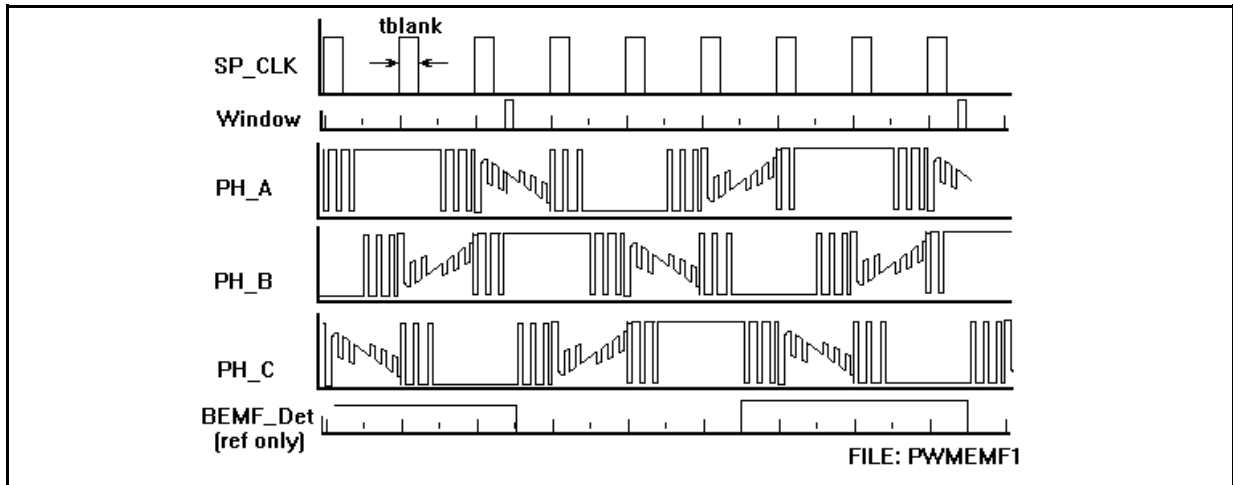 tblank
SP_CLK
Window
PH_A
PH_B
PH_C
BEMF_Det
(ref only)
FILE: PWMEMF1